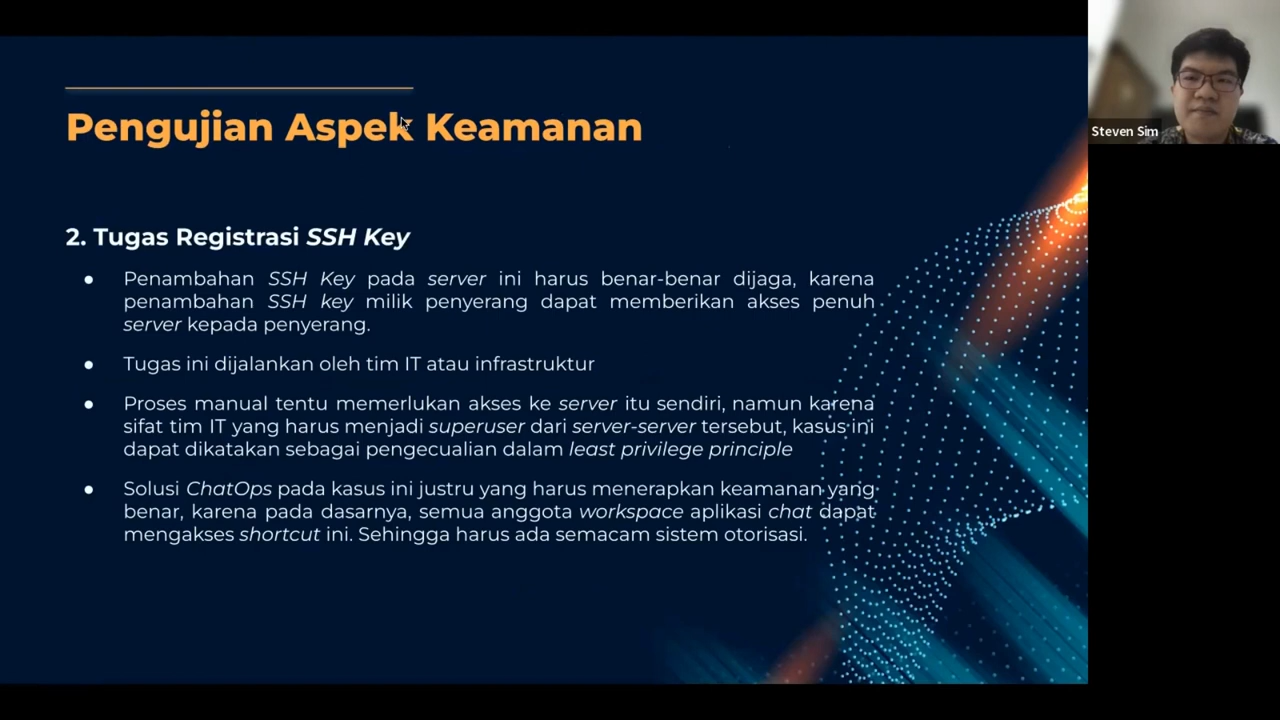 Pengujian Aspek Keamanan
2. Tugas Registrasi SSH Key
● Penambahan SSH Key pada server ini harus benar-benar dijaga, karena
penambahan SSH key milik penyerang dapat memberikan akses penuh
server kepada penyerang.
● Tugas ini dijalankan oleh tim IT atau infrastruktur
● Proses manual tentu memerlukan akses ke server itu sendiri, namun karena
sifat tim IT yang harus menjadi superuser dari server-server tersebut, kasus ini
dapat dikatakan sebagai pengecualian dalam least privilege principle
● Solusi ChatOps pada kasus ini justru yang harus menerapkan keamanan yang
benar, karena pada dasarnya, semua anggota workspace aplikasi chat dapat
mengakses shortcut ini. Sehingga harus ada semacam sistem otorisasi.
Steven Sim